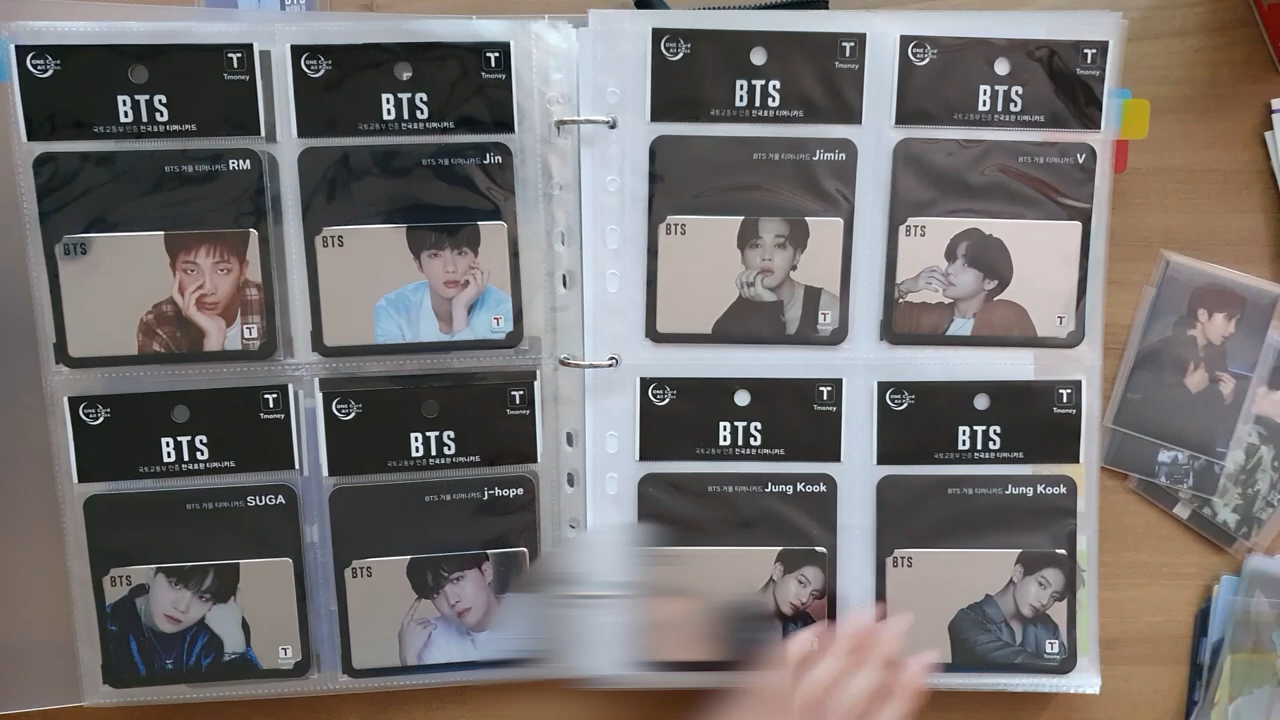 WORLD
ONE Card
All Pass
T
Tmoney
BTS
국토교통부 인증 전국호환 티머니카드
BTS 거울 티머니카드 RM
BTS
T
ONE Card
All Pass
T
Tmoney
BTS
국토교통부 인증 전국호환 티머니카드
BTS 거울 티머니카드 Jin
BTS
T
Tmoney
ONE Card
All Pass
T
Tmoney
BTS
국토교통부 인증 전국호환 티머니카드
BTS 거울 티머니카드 Jimin
BTS
T
Tmoney
ONE Card
All Pass
T
Tmoney
BTS
국토교통부 인증 전국호환 티머니카드
BTS 거울 티머니카드 V
BTS
T
ONE Card
All Pass
T
Tmoney
BTS
국토교통부 인증 전국호환 티머니카드
BTS 거울 티머니카드 SUGA
BTS
T
Tmoney
ONE Card
All Pass
T
Tmoney
BTS
국토교통부 인증 전국호환 티머니카드
BTS 거울 티머니카드 j-hope
BTS
ONE Card
All Pass
T
Tmoney
BTS
국토교통부 인증 전국호환 티머니카드
BTS 거울 티머니카드 Jung Kook
ONE Card
All Pass
T
Tmoney
BTS
국토교통부 인증 전국호환 티머니카드
BTS 거울 티머니카드 Jung Kook
BTS
T
Tmoney